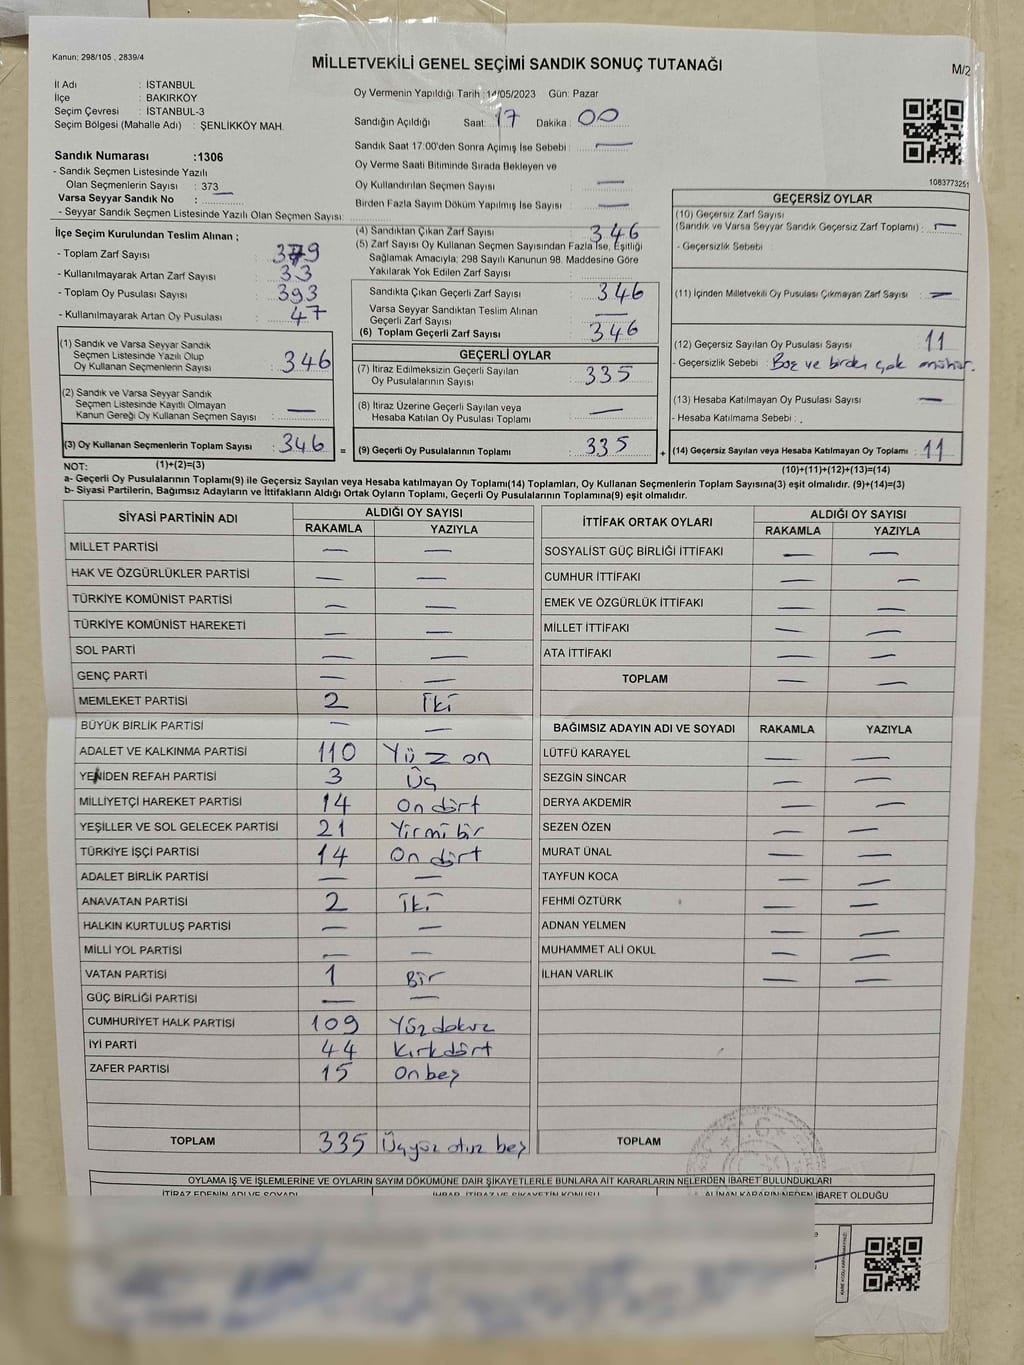 Kanun: 298/105 , 2839/4
MİLLETVEKİLİ GENEL SEÇİMİ SANDIK SONUÇ TUTANAĞI
M/2
İl Adı : İSTANBUL
İlçe : BAKIRKÖY
Seçim Çevresi : İSTANBUL-3
Seçim Bölgesi (Mahalle Adı) : ŞENLİKKÖY MAH.
Oy Vermenin Yapıldığı Tarih : 14/05/2023 Gün: Pazar
Sandığın Açıldığı Saat: 17 Dakika : 00
Sandık Saat 17:00'den Sonra Açımış İse Sebebi : —
Oy Verme Saati Bitiminde Sırada Bekleyen ve
Oy Kullandırılan Seçmen Sayısı : —
Birden Fazla Sayım Döküm Yapılmış İse Sayısı : —
1083773251
Sandık Numarası :1306
- Sandık Seçmen Listesinde Yazılı
Olan Seçmenlerin Sayısı : 373
Varsa Seyyar Sandık No :
- Seyyar Sandık Seçmen Listesinde Yazılı Olan Seçmen Sayısı:
İlçe Seçim Kurulundan Teslim Alınan ;
- Toplam Zarf Sayısı : 379
- Kullanılmayarak Artan Zarf Sayısı : 33
- Toplam Oy Pusulası Sayısı : 393
- Kullanılmayarak Artan Oy Pusulası : 47
(1) Sandık ve Varsa Seyyar Sandık
Seçmen Listesinde Yazılı Olup
Oy Kullanan Seçmenlerin Sayısı : 346
(2) Sandık ve Varsa Seyyar Sandık
Seçmen Listesinde Kayıtlı Olmayan
Kanun Gereği Oy Kullanan Seçmen Sayısı : —
(3) Oy Kullanan Seçmenlerin Toplam Sayısı : 346 =
(4) Sandıktan Çıkan Zarf Sayısı : 346
(5) Zarf Sayısı Oy Kullanan Seçmen Sayısından Fazla İse, Eşitliği
Sağlamak Amacıyla; 298 Sayılı Kanunun 98. Maddesine Göre
Yakılarak Yok Edilen Zarf Sayısı :
Sandıkta Çıkan Geçerli Zarf Sayısı : 346
Varsa Seyyar Sandıktan Teslim Alınan
Geçerli Zarf Sayısı : —
(6) Toplam Geçerli Zarf Sayısı : 346
GEÇERLİ OYLAR
(7) İtiraz Edilmeksizin Geçerli Sayılan
Oy Pusulalarının Sayısı : 335
(8) İtiraz Üzerine Geçerli Sayılan veya
Hesaba Katılan Oy Pusulası Toplamı : —
(9) Geçerli Oy Pusulalarının Toplamı : 335 +
GEÇERSİZ OYLAR
(10) Geçersiz Zarf Sayısı
(Sandık ve Varsa Seyyar Sandık Geçersiz Zarf Toplamı) : —
- Geçersizlik Sebebi :
(11) İçinden Milletvekili Oy Pusulası Çıkmayan Zarf Sayısı : —
(12) Geçersiz Sayılan Oy Pusulası Sayısı : 11
- Geçersizlik Sebebi : Boş ve birden çok mühür.
(13) Hesaba Katılmayan Oy Pusulası Sayısı : —
- Hesaba Katılmama Sebebi :
(14) Geçersiz Sayılan veya Hesaba Katılmayan Oy Toplamı : 11
NOT: (1)+(2)=(3)
(10)+(11)+(12)+(13)=(14)
a- Geçerli Oy Pusulalarının Toplamı(9) ile Geçersiz Sayılan veya Hesaba katılmayan Oy Toplamı(14) Toplamları, Oy Kullanan Seçmenlerin Toplam Sayısına(3) eşit olmalıdır. (9)+(14)=(3)
b- Siyasi Partilerin, Bağımsız Adayların ve İttifakların Aldığı Ortak Oyların Toplamı, Geçerli Oy Pusulalarının Toplamına(9) eşit olmalıdır.
SİYASİ PARTİNİN ADI ALDIĞI OY SAYISI
RAKAMLA YAZIYLA
MİLLET PARTİSİ — —
HAK VE ÖZGÜRLÜKLER PARTİSİ — —
TÜRKİYE KOMÜNİST PARTİSİ — —
TÜRKİYE KOMÜNİST HAREKETİ — —
SOL PARTİ — —
GENÇ PARTİ — —
MEMLEKET PARTİSİ 2 İki
BÜYÜK BİRLİK PARTİSİ — —
ADALET VE KALKINMA PARTİSİ 110 Yüz on
YENİDEN REFAH PARTİSİ 3 Üç
MİLLİYETÇİ HAREKET PARTİSİ 14 On dört
YEŞİLLER VE SOL GELECEK PARTİSİ 21 Yirmi bir
TÜRKİYE İŞÇİ PARTİSİ 14 On dört
ADALET BİRLİK PARTİSİ — —
ANAVATAN PARTİSİ 2 İki
HALKIN KURTULUŞ PARTİSİ — —
MİLLİ YOL PARTİSİ — —
VATAN PARTİSİ 1 Bir
GÜÇ BİRLİĞİ PARTİSİ — —
CUMHURİYET HALK PARTİSİ 109 Yüzdokuz
İYİ PARTİ 44 Kırkdört
ZAFER PARTİSİ 15 Onbeş
TOPLAM 335 Üçyüz otuz beş
İTTİFAK ORTAK OYLARI ALDIĞI OY SAYISI
RAKAMLA YAZIYLA
SOSYALİST GÜÇ BİRLİĞİ İTTİFAKI — —
CUMHUR İTTİFAKI — —
EMEK VE ÖZGÜRLÜK İTTİFAKI — —
MİLLET İTTİFAKI — —
ATA İTTİFAKI — —
TOPLAM — —
BAĞIMSIZ ADAYIN ADI VE SOYADI RAKAMLA YAZIYLA
LÜTFÜ KARAYEL — —
SEZGİN SİNCAR — —
DERYA AKDEMİR — —
SEZEN ÖZEN — —
MURAT ÜNAL — —
TAYFUN KOCA — —
FEHMİ ÖZTÜRK — —
ADNAN YELMEN — —
MUHAMMET ALİ OKUL — —
İLHAN VARLIK — —
TOPLAM
OYLAMA İŞ VE İŞLEMLERİNE VE OYLARIN SAYIM DÖKÜMÜNE DAİR ŞİKAYETLERLE BUNLARA AİT KARARLARIN NELERDEN İBARET BULUNDUKLARI
İTİRAZ EDENİN ADI VE SOYADI İHBAR, İTİRAZ VE ŞİKAYETİN KONUSU ALINAN KARARIN NEDEN İBARET OLDUĞU